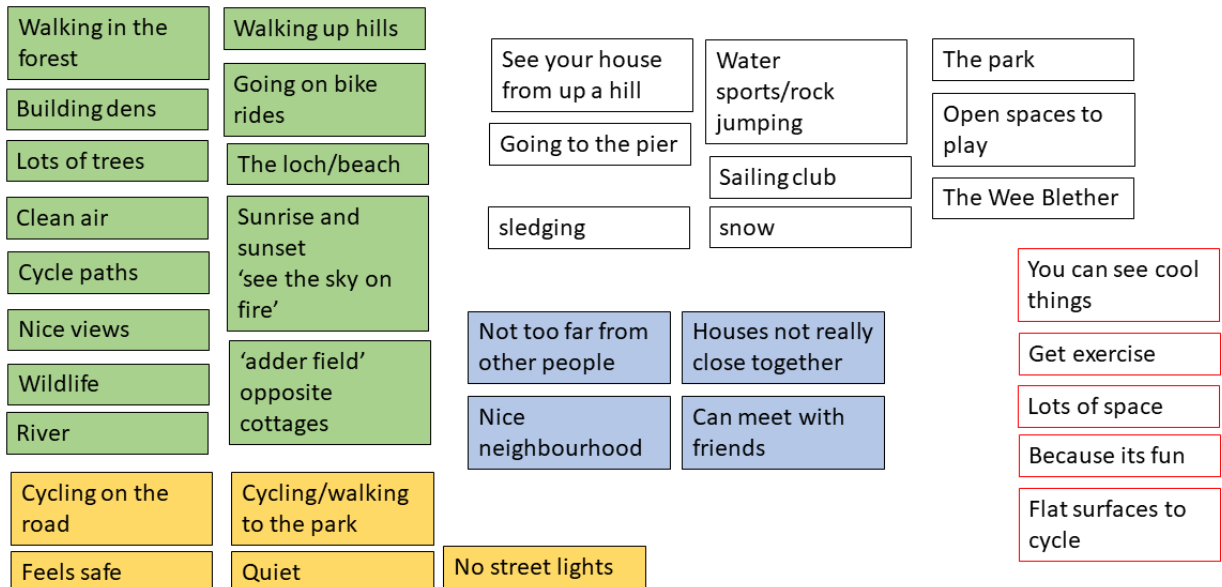 Walking in the
forest
Building dens
Lots of trees
Clean air
Cycle paths
Nice views
Wildlife
River
Walking up hills
Going on bike
rides
The loch/beach
Sunrise and
sunset
‘see the sky on
fire’
‘adder field’
opposite
cottages
See your house
from up a hill
Going to the pier
sledging
Water
sports/rock
jumping
Sailing club
snow
The park
Open spaces to
play
The Wee Blether
Not too far from
other people
Houses not really
close together
Nice
neighbourhood
Can meet with
friends
You can see cool
things
Get exercise
Lots of space
Because its fun
Flat surfaces to
cycle
Cycling on the
road
Cycling/walking
to the park
Feels safe
Quiet
No street lights